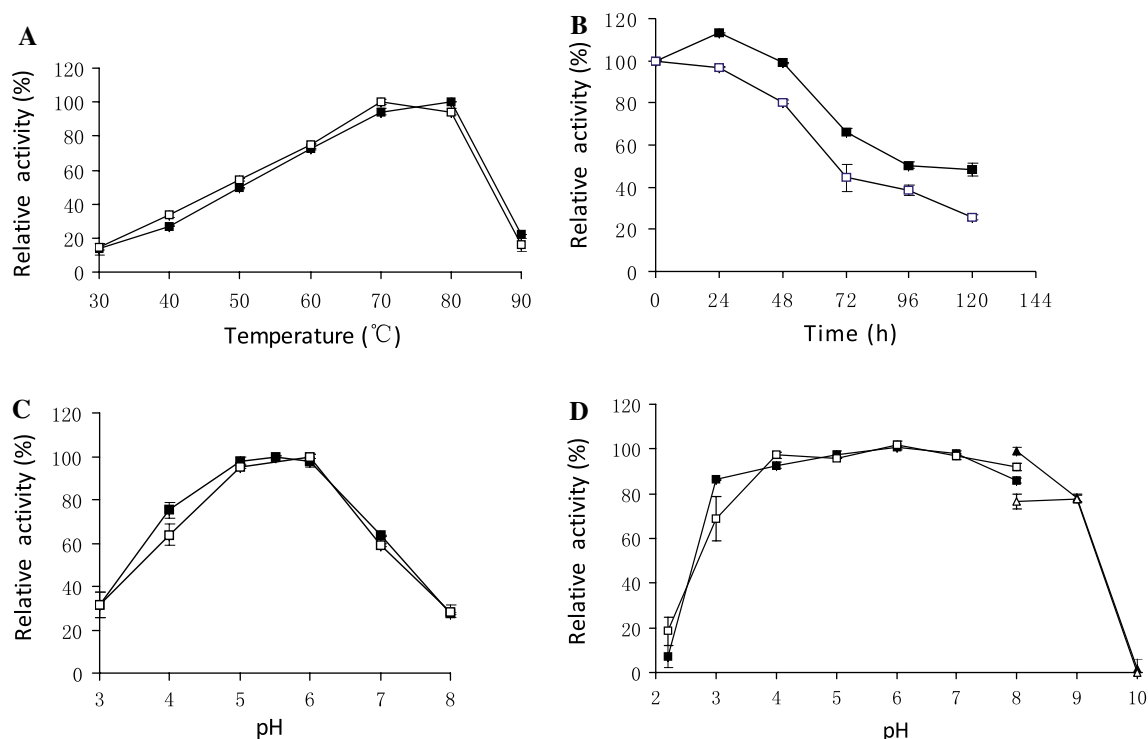 A
Relative activity (%)
120
100
80
60
40
20
0
30 40 50 60 70 80 90
Temperature (℃)
B
Relative activity (%)
120
100
80
60
40
20
0
0 24 48 72 96 120 144
Time (h)
C
Relative activity (%)
120
100
80
60
40
20
0
3 4 5 6 7 8
pH
D
Relative activity (%)
120
100
80
60
40
20
0
2 3 4 5 6 7 8 9 10
pH